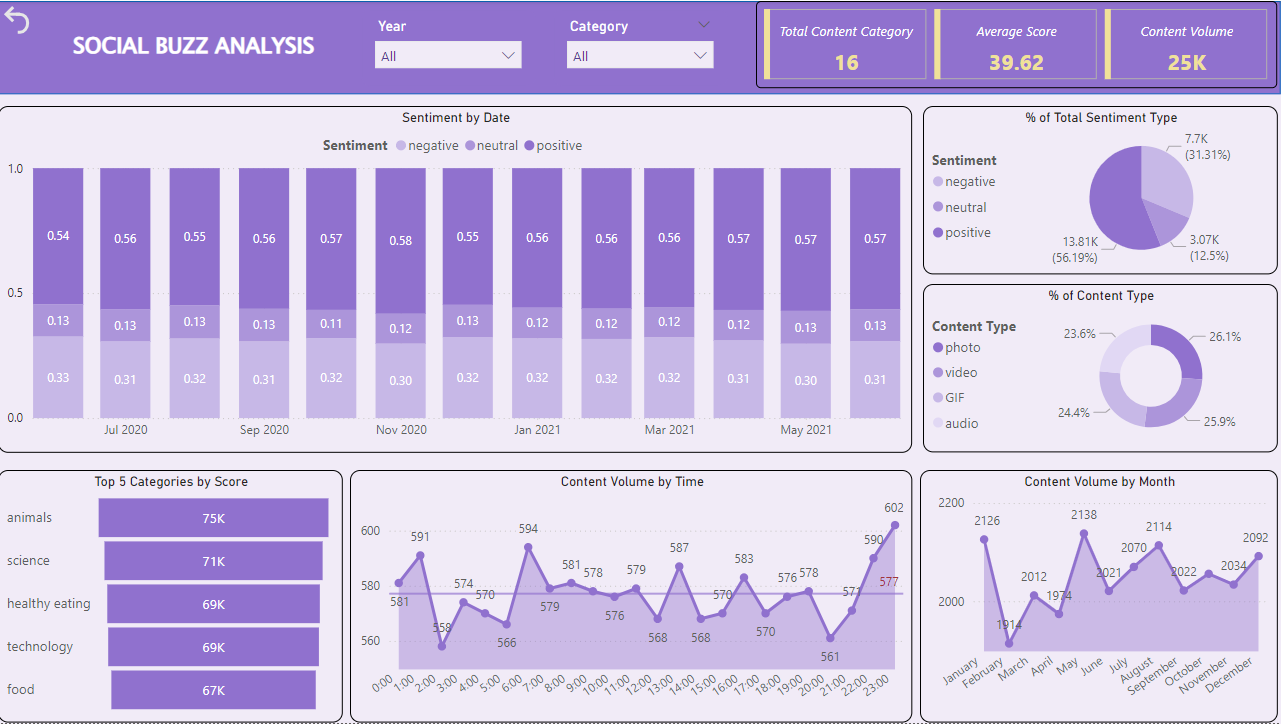 SOCIAL BUZZ ANALYSIS
Year
All
Category
All
Total Content Category
16
Average Score
39.62
Content Volume
25K
Sentiment by Date
Sentiment negative neutral positive
1.0
0.5
0.0
0.54 0.56 0.55 0.56 0.57 0.58 0.55 0.56 0.56 0.56 0.57 0.57 0.57
0.13 0.13 0.13 0.13 0.11 0.12 0.13 0.12 0.12 0.12 0.12 0.13 0.13
0.33 0.31 0.32 0.31 0.32 0.30 0.32 0.32 0.32 0.32 0.31 0.30 0.31
Jul 2020 Sep 2020 Nov 2020 Jan 2021 Mar 2021 May 2021
% of Total Sentiment Type
Sentiment
negative
neutral
positive
7.7K
(31.31%)
3.07K
(12.5%)
13.81K
(56.19%)
% of Content Type
Content Type
photo
video
GIF
audio
23.6%
26.1%
24.4%
25.9%
Top 5 Categories by Score
animals 75K
science 71K
healthy eating 69K
technology 69K
food 67K
Content Volume by Time
600
580
560
581 591 558 574 570 566 594 579 581 578 576 579 568 587 568 570 583 570 576 578 561 571 590 602
577
0:00 1:00 2:00 3:00 4:00 5:00 6:00 7:00 8:00 9:00 10:00 11:00 12:00 13:00 14:00 15:00 16:00 17:00 18:00 19:00 20:00 21:00 22:00 23:00
Content Volume by Month
2200
2000
2126 1914 2012 1974 2138 2021 2070 2114 2022 2034 2092
January February March April May June July August September October November December